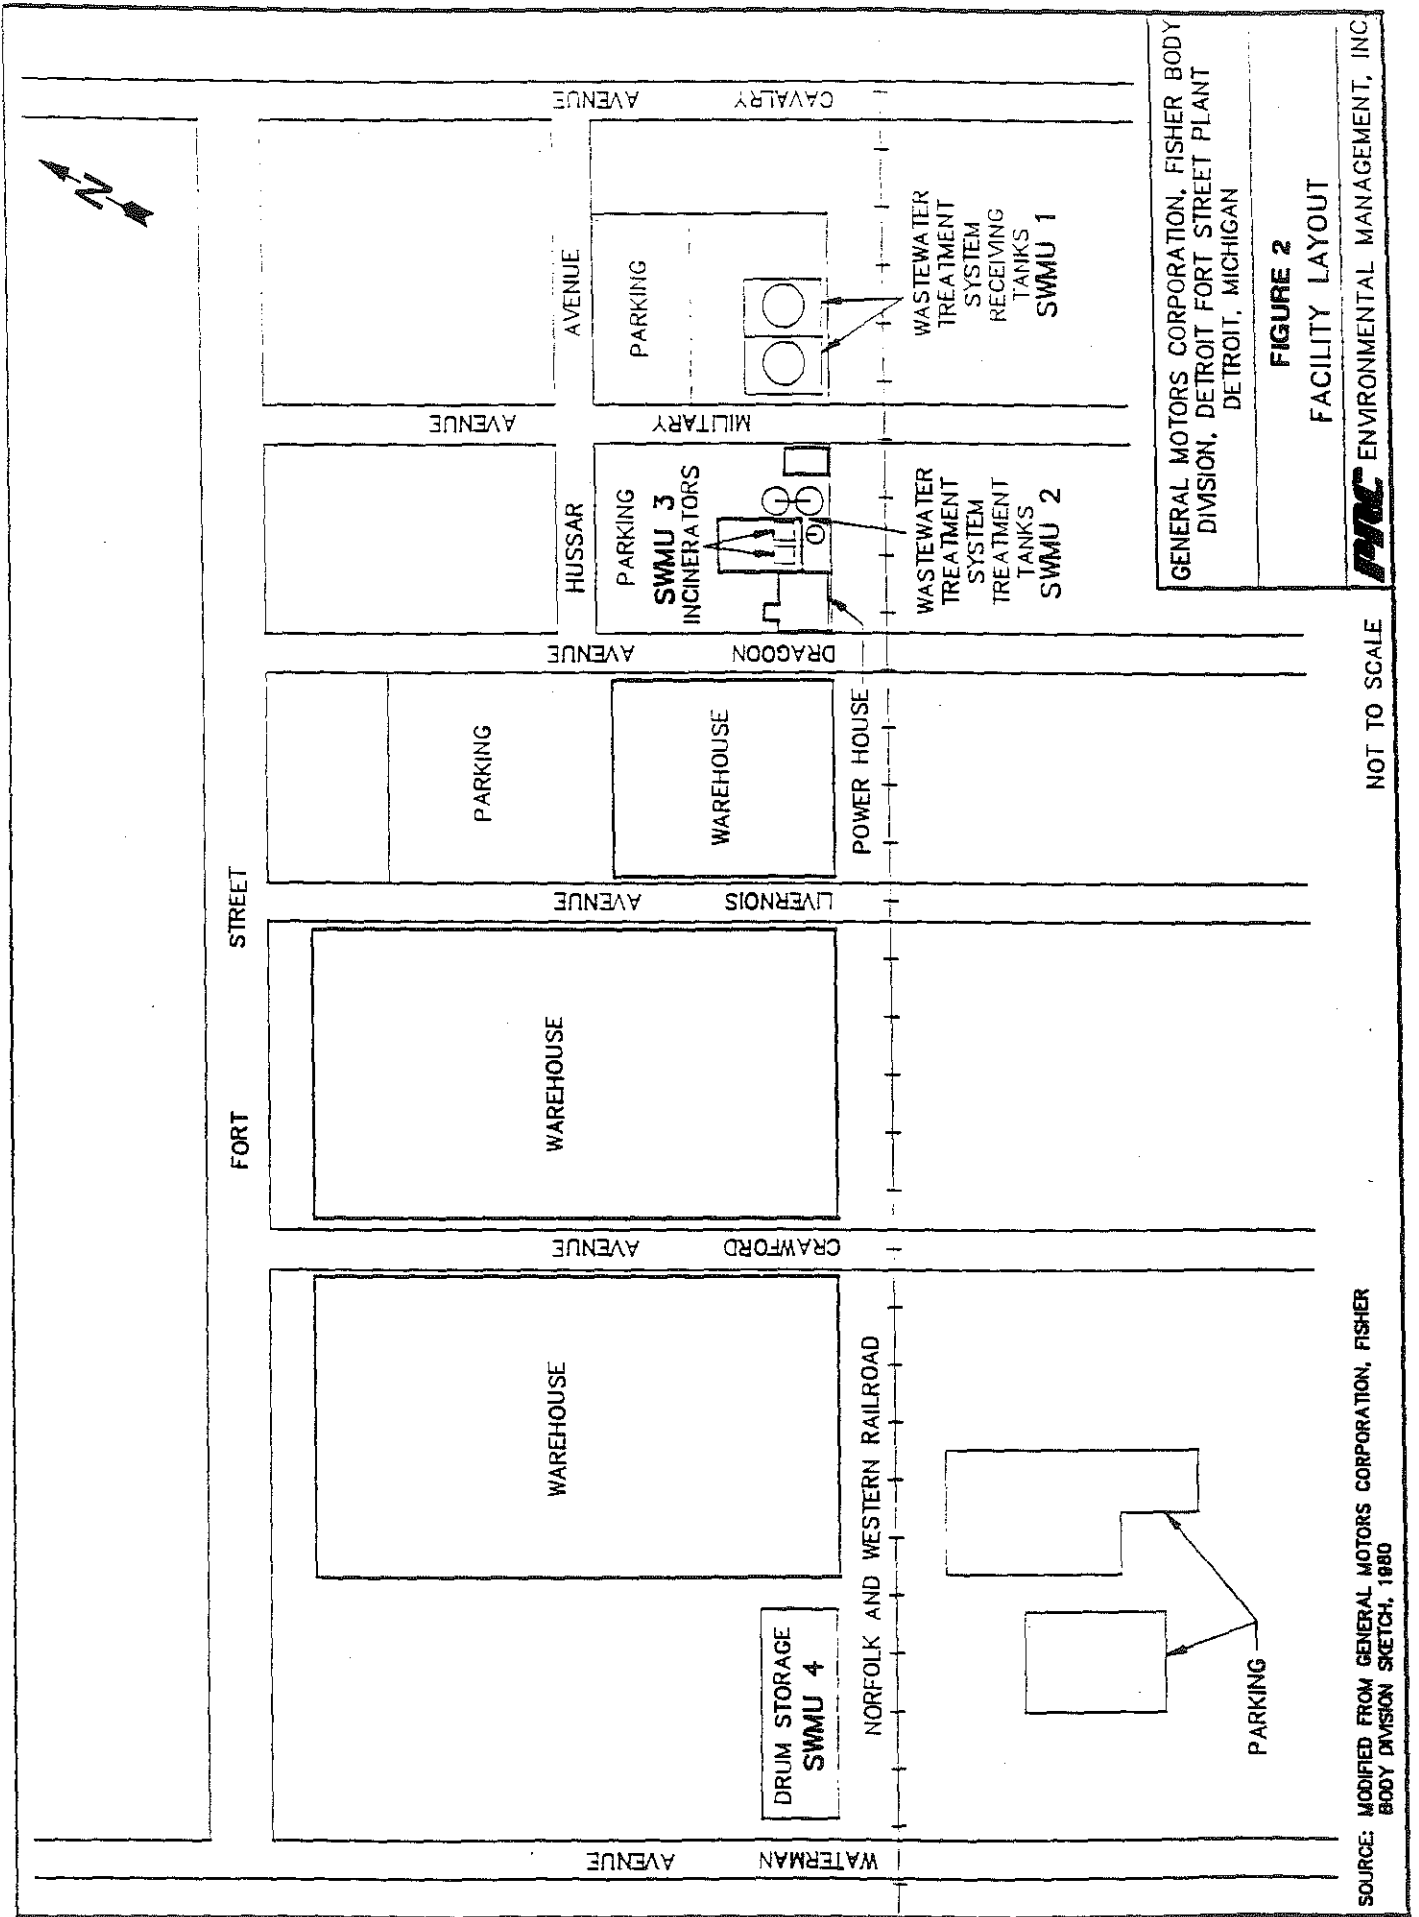 N
FORT STREET
WATERMAN AVENUE
CRAWFORD AVENUE
LIVERNOIS AVENUE
DRAGOON AVENUE
MILITARY AVENUE
CAVALRY AVENUE
HUSSAR AVENUE
WAREHOUSE
WAREHOUSE
PARKING
WAREHOUSE
PARKING
SWMU 3
INCINERATORS
PARKING
DRUM STORAGE
SWMU 4
NORFOLK AND WESTERN RAILROAD
POWER HOUSE
WASTEWATER
TREATMENT
SYSTEM
TREATMENT
TANKS
SWMU 2
WASTEWATER
TREATMENT
SYSTEM
RECEIVING
TANKS
SWMU 1
PARKING
SOURCE: MODIFIED FROM GENERAL MOTORS CORPORATION, FISHER
BODY DIVISION SKETCH, 1980
NOT TO SCALE
GENERAL MOTORS CORPORATION, FISHER BODY
DIVISION, DETROIT FORT STREET PLANT
DETROIT, MICHIGAN
FIGURE 2
FACILITY LAYOUT
PRC ENVIRONMENTAL MANAGEMENT, INC.